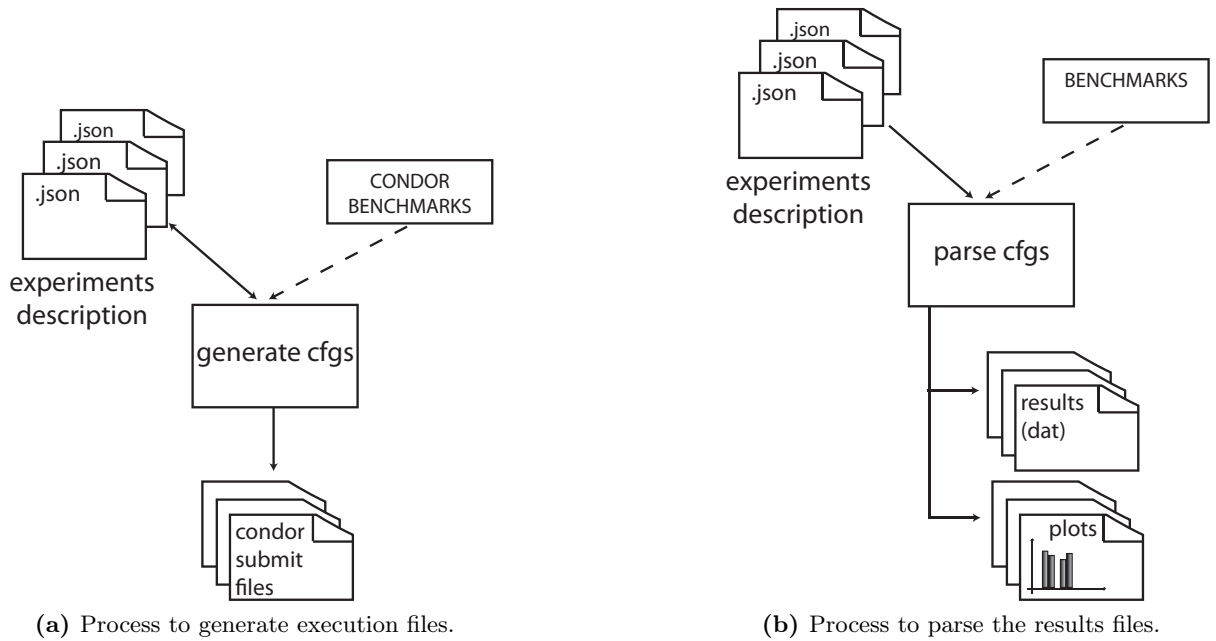 .json
.json
.json
experiments
description
CONDOR
BENCHMARKS
generate cfgs
condor
submit
files
(a) Process to generate execution files.
.json
.json
.json
experiments
description
BENCHMARKS
parse cfgs
results
(dat)
plots
(b) Process to parse the results files.